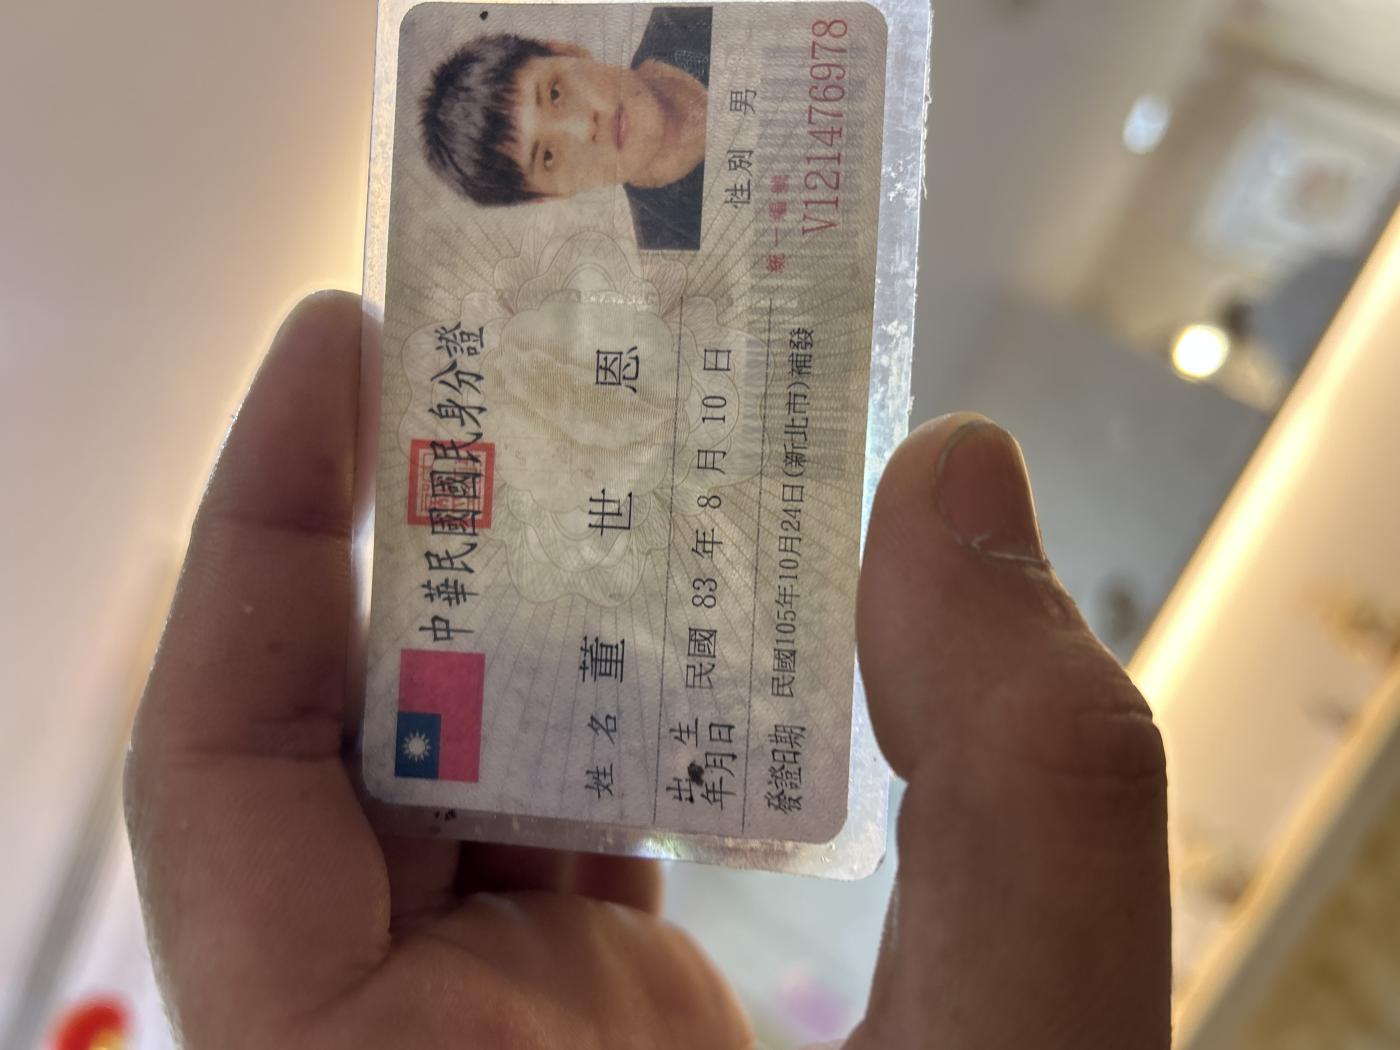 中華民國國民身分證
姓名 董世恩
出生年月日 民國 83 年 8 月 10 日
性別 男
發證日期 民國105年10月24日(新北市)補發
統一編號
V121476978